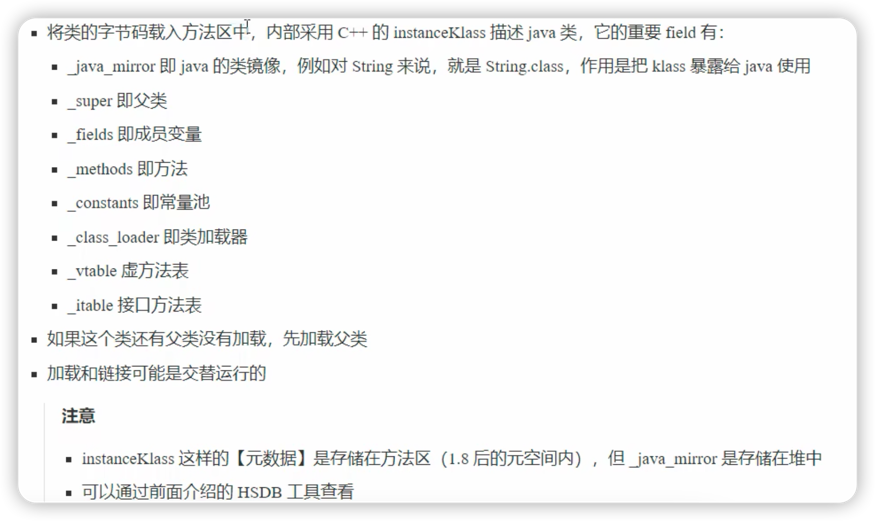 将类的字节码载入方法区中，内部采用 C++ 的 instanceKlass 描述 java 类，它的重要 field 有：
_java_mirror 即 java 的类镜像，例如对 String 来说，就是 String.class，作用是把 klass 暴露给 java 使用
_super 即父类
_fields 即成员变量
_methods 即方法
_constants 即常量池
_class_loader 即类加载器
_vtable 虚方法表
_itable 接口方法表
如果这个类还有父类没有加载，先加载父类
加载和链接可能是交替运行的
注意
instanceKlass 这样的【元数据】是存储在方法区（1.8 后的元空间内），但 _java_mirror 是存储在堆中
可以通过前面介绍的 HSDB 工具查看